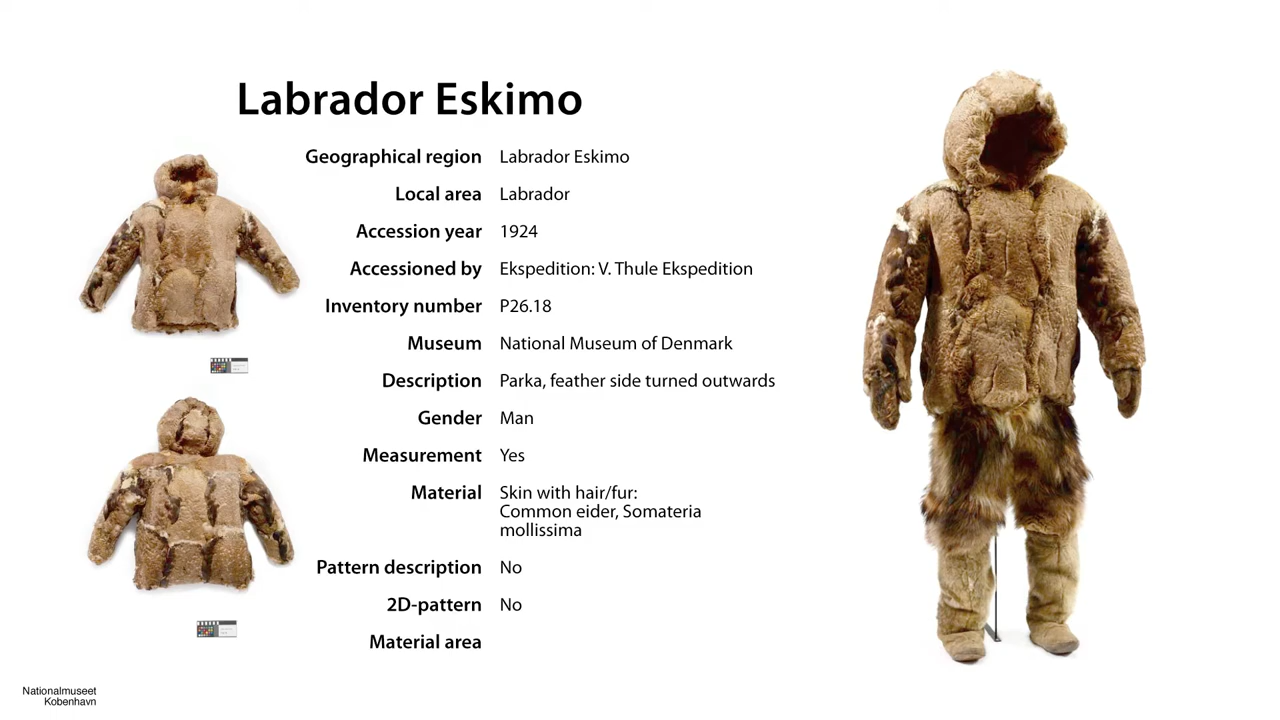 Labrador Eskimo
Geographical region Labrador Eskimo
Local area Labrador
Accession year 1924
Accessioned by Ekspedition: V. Thule Ekspedition
Inventory number P26.18
Museum National Museum of Denmark
Description Parka, feather side turned outwards
Gender Man
Measurement Yes
Material Skin with hair/fur:
Common eider, Somateria
mollissima
Pattern description No
2D-pattern No
Material area
Nationalmuseet
Kobenhavn